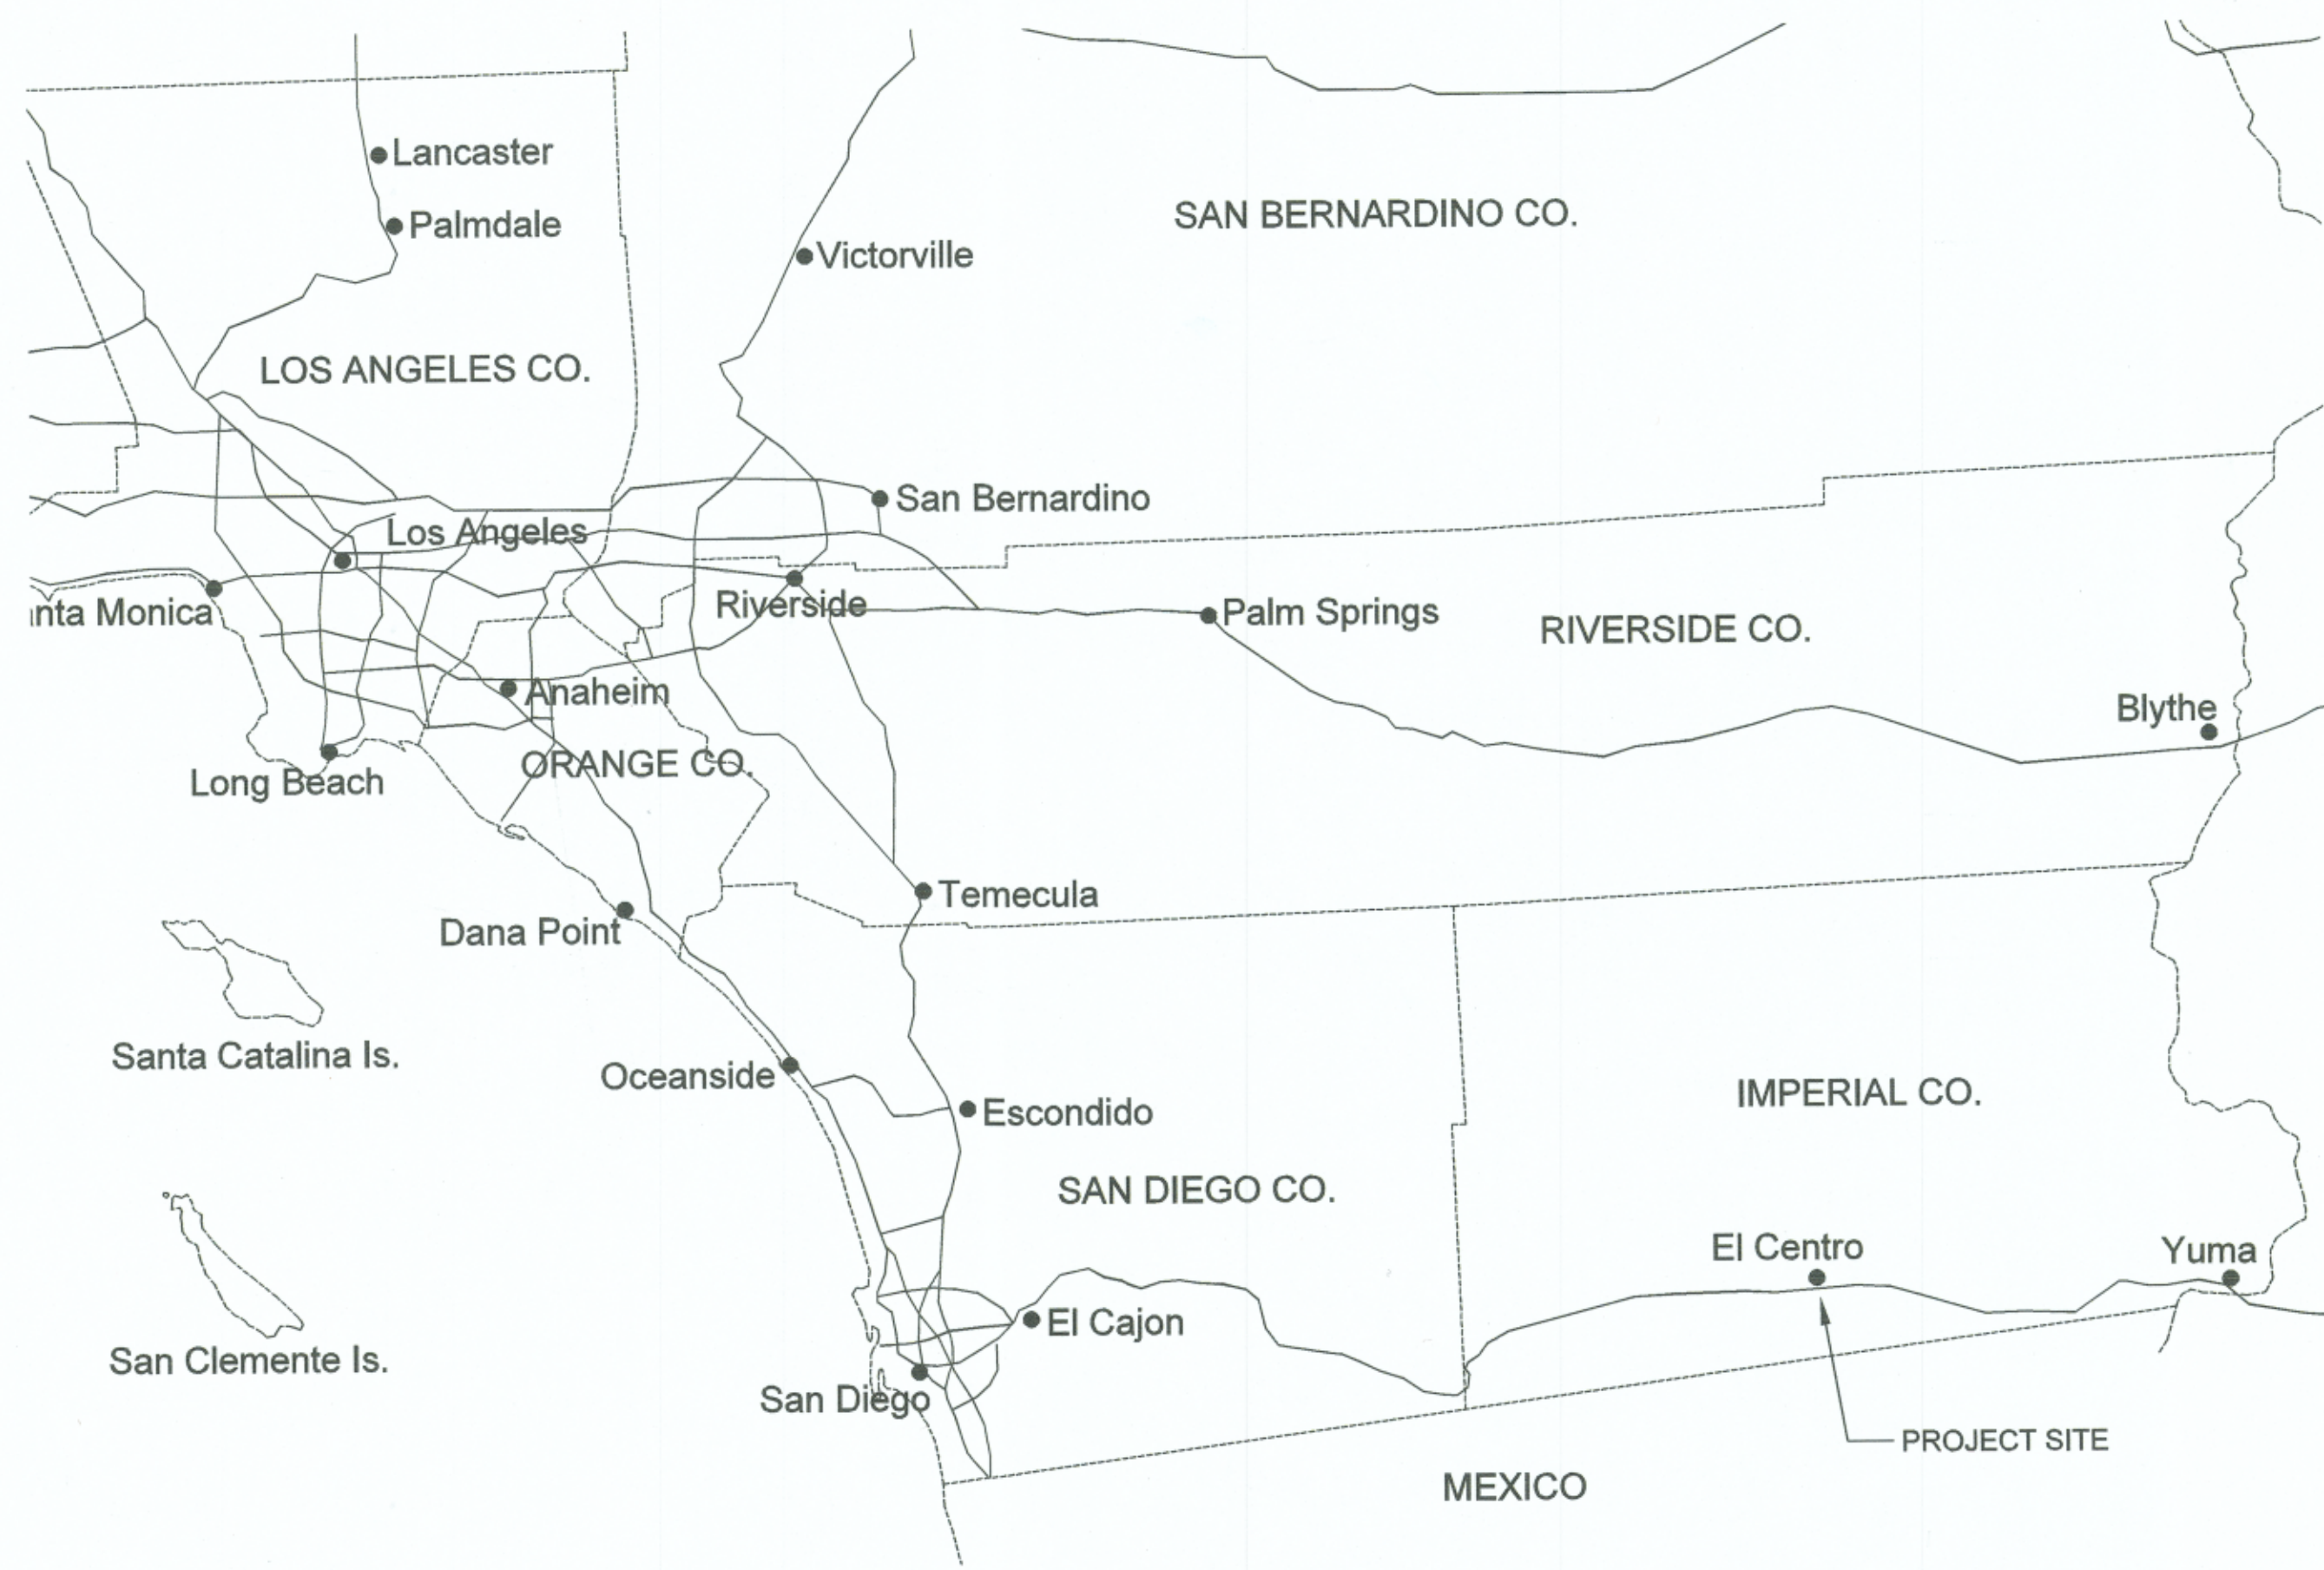 Lancaster
SAN BERNARDINO CO.
Palmdale
Victorville
LOS ANGELES CO.
San Bernardino
Los Angeles
Riverside
nta Monica
Palm Springs
RIVERSIDE CO.
Anaheim
Blythe
ORANGE CO.
Long Beach
Temecula
Dana Point
Santa Catalina Is.
Oceanside
IMPERIAL CO.
Escondido
SAN DIEGO CO.
El Centro
Yuma
El Cajon
San Clemente Is.
San Diego
PROJECT SITE
MEXICO